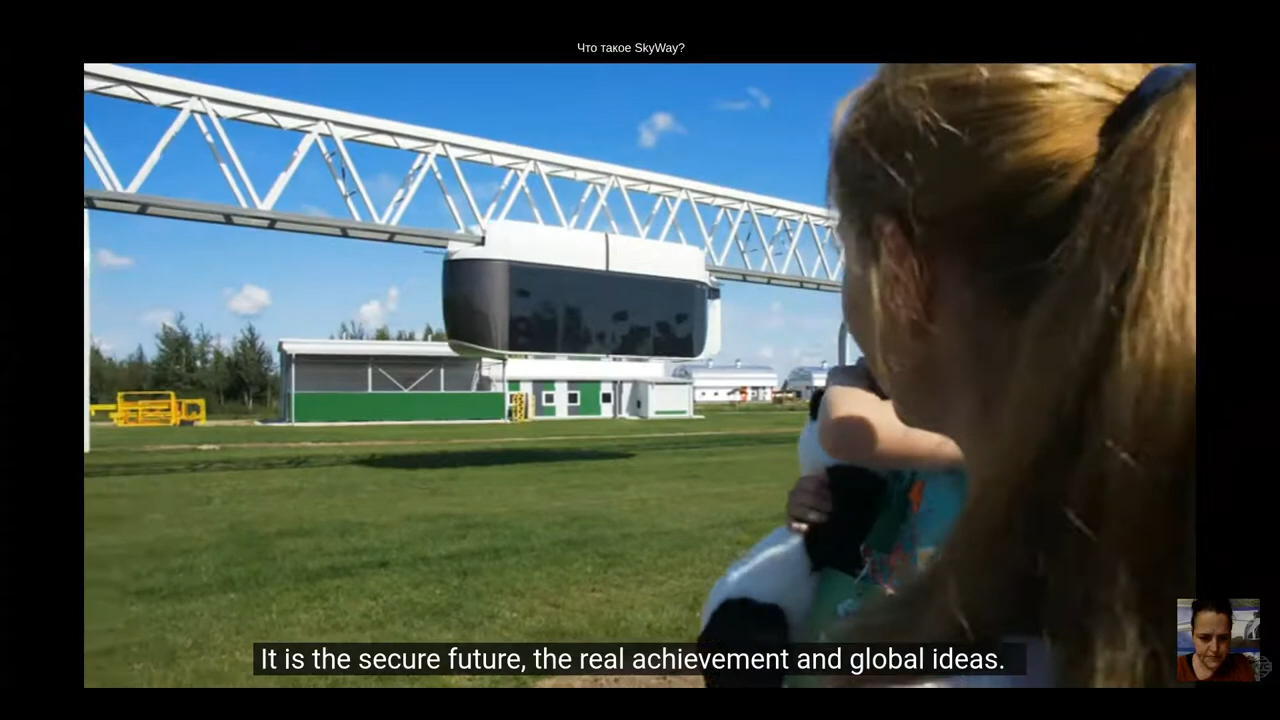 Что такое SkyWay?
It is the secure future, the real achievement and global ideas.